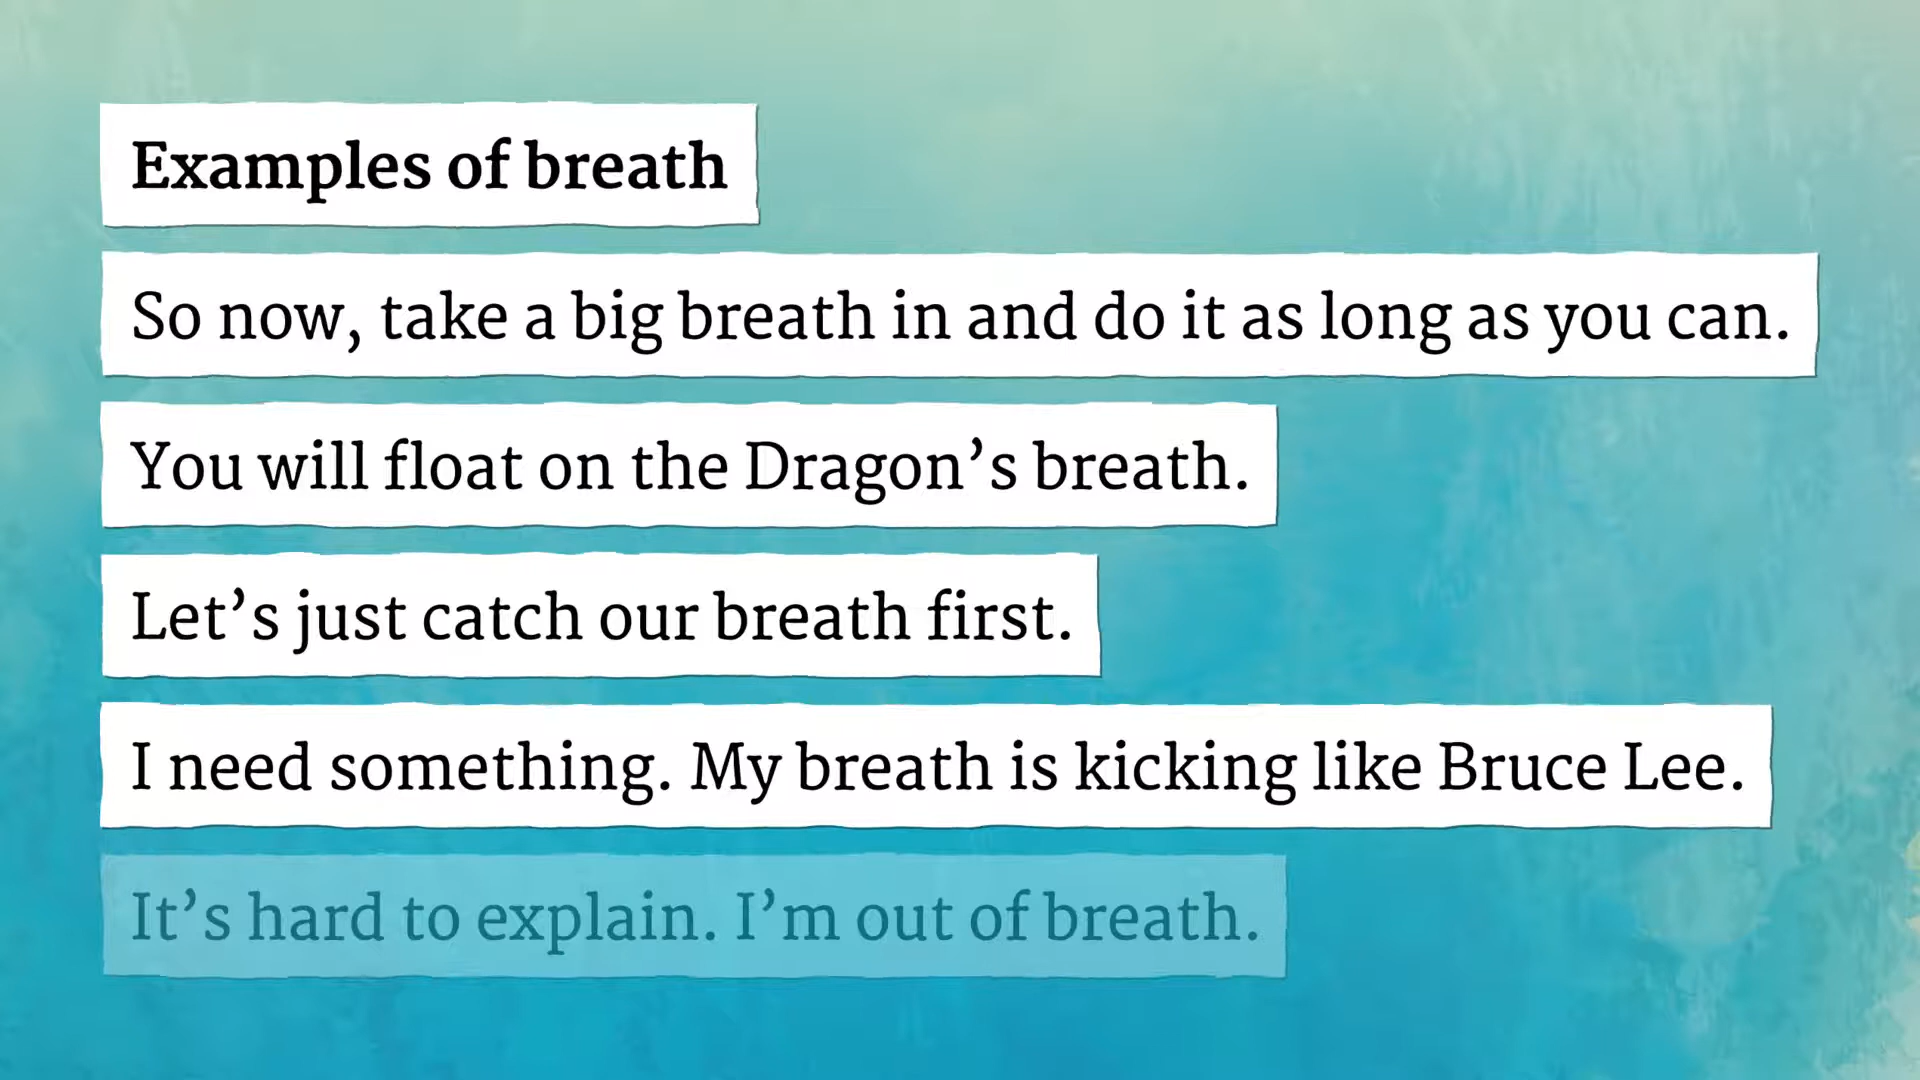 Examples of breath
So now, take a big breath in and do it as long as you can.
You will float on the Dragon’s breath.
Let’s just catch our breath first.
I need something. My breath is kicking like Bruce Lee.
It’s hard to explain. I’m out of breath.